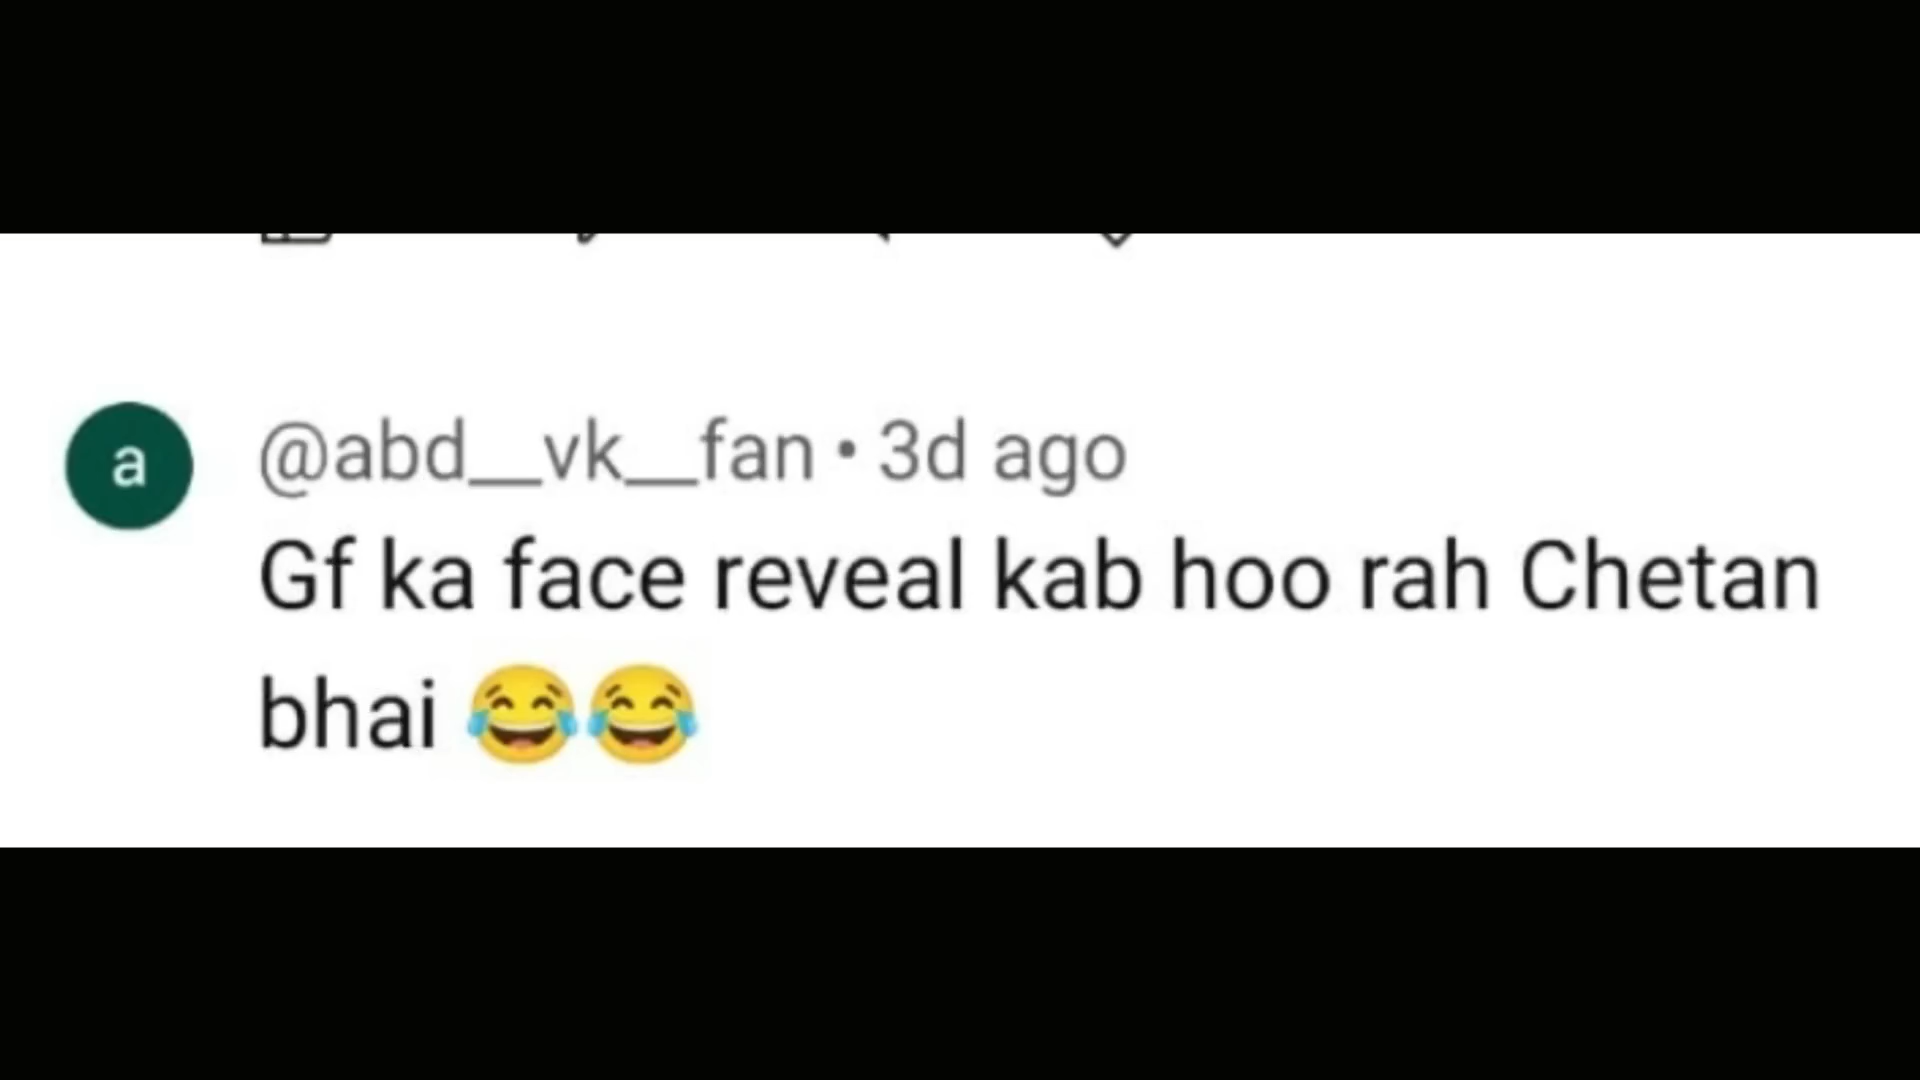 a
@abd__vk__fan • 3d ago
Gf ka face reveal kab hoo rah Chetan
bhai 😂😂